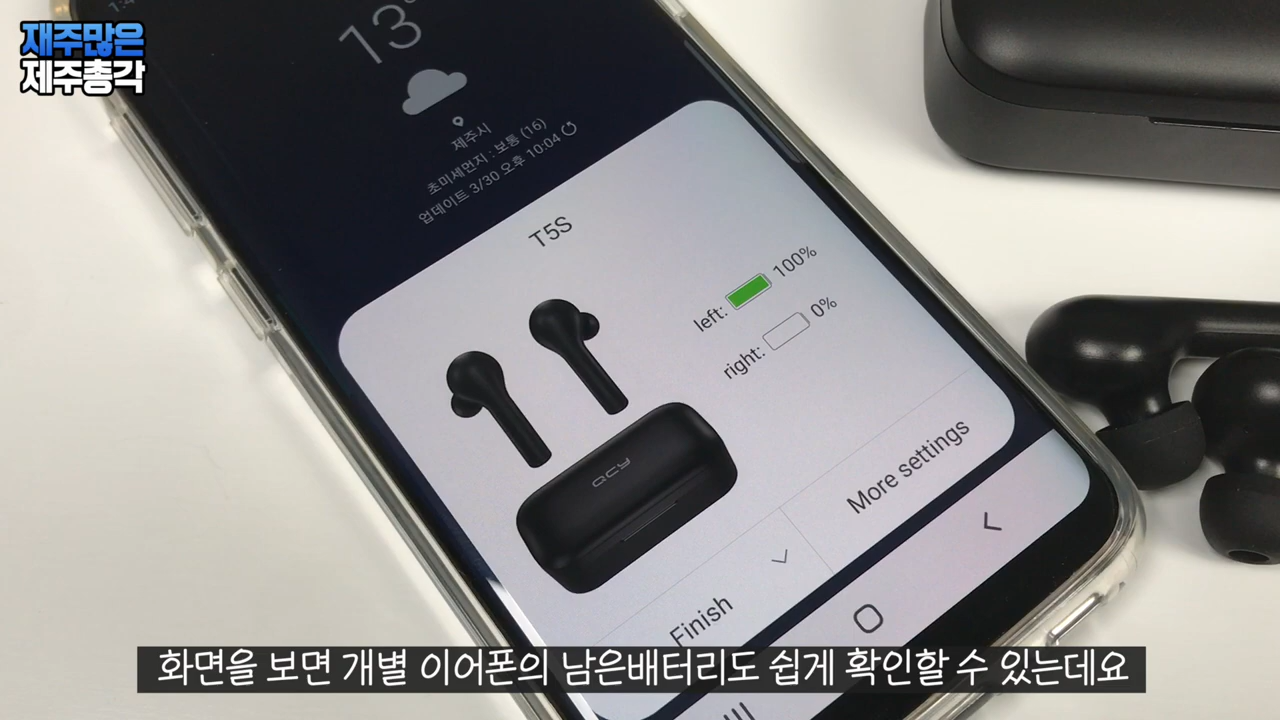 재주많은
제주총각
13°
제주시
초미세먼지 : 보통 (16)
업데이트 3/30 오후 10:04
T5S
left: 100%
right: 0%
QCY
More settings
Finish
화면을 보면 개별 이어폰의 남은배터리도 쉽게 확인할 수 있는데요